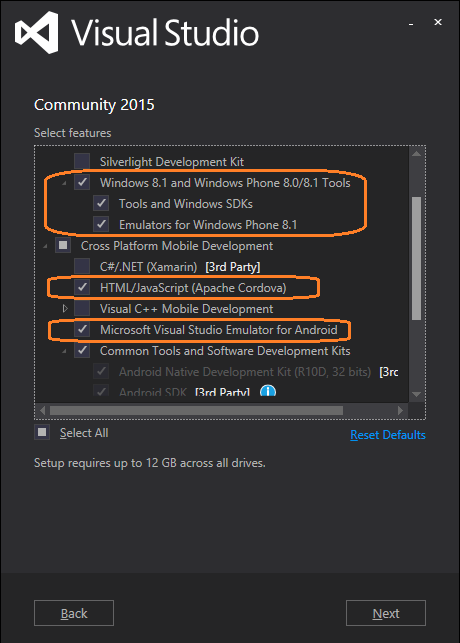 Visual Studio
Community 2015
Select features
Silverlight Development Kit
Windows 8.1 and Windows Phone 8.0/8.1 Tools
Tools and Windows SDKs
Emulators for Windows Phone 8.1
Cross Platform Mobile Development
C#/.NET (Xamarin) [3rd Party]
HTML/JavaScript (Apache Cordova)
Visual C++ Mobile Development
Microsoft Visual Studio Emulator for Android
Common Tools and Software Development Kits
Android Native Development Kit (R10D, 32 bits) [3rc
Android SDK [3rd Party]
Select All
Reset Defaults
Setup requires up to 12 GB across all drives.
Back
Next